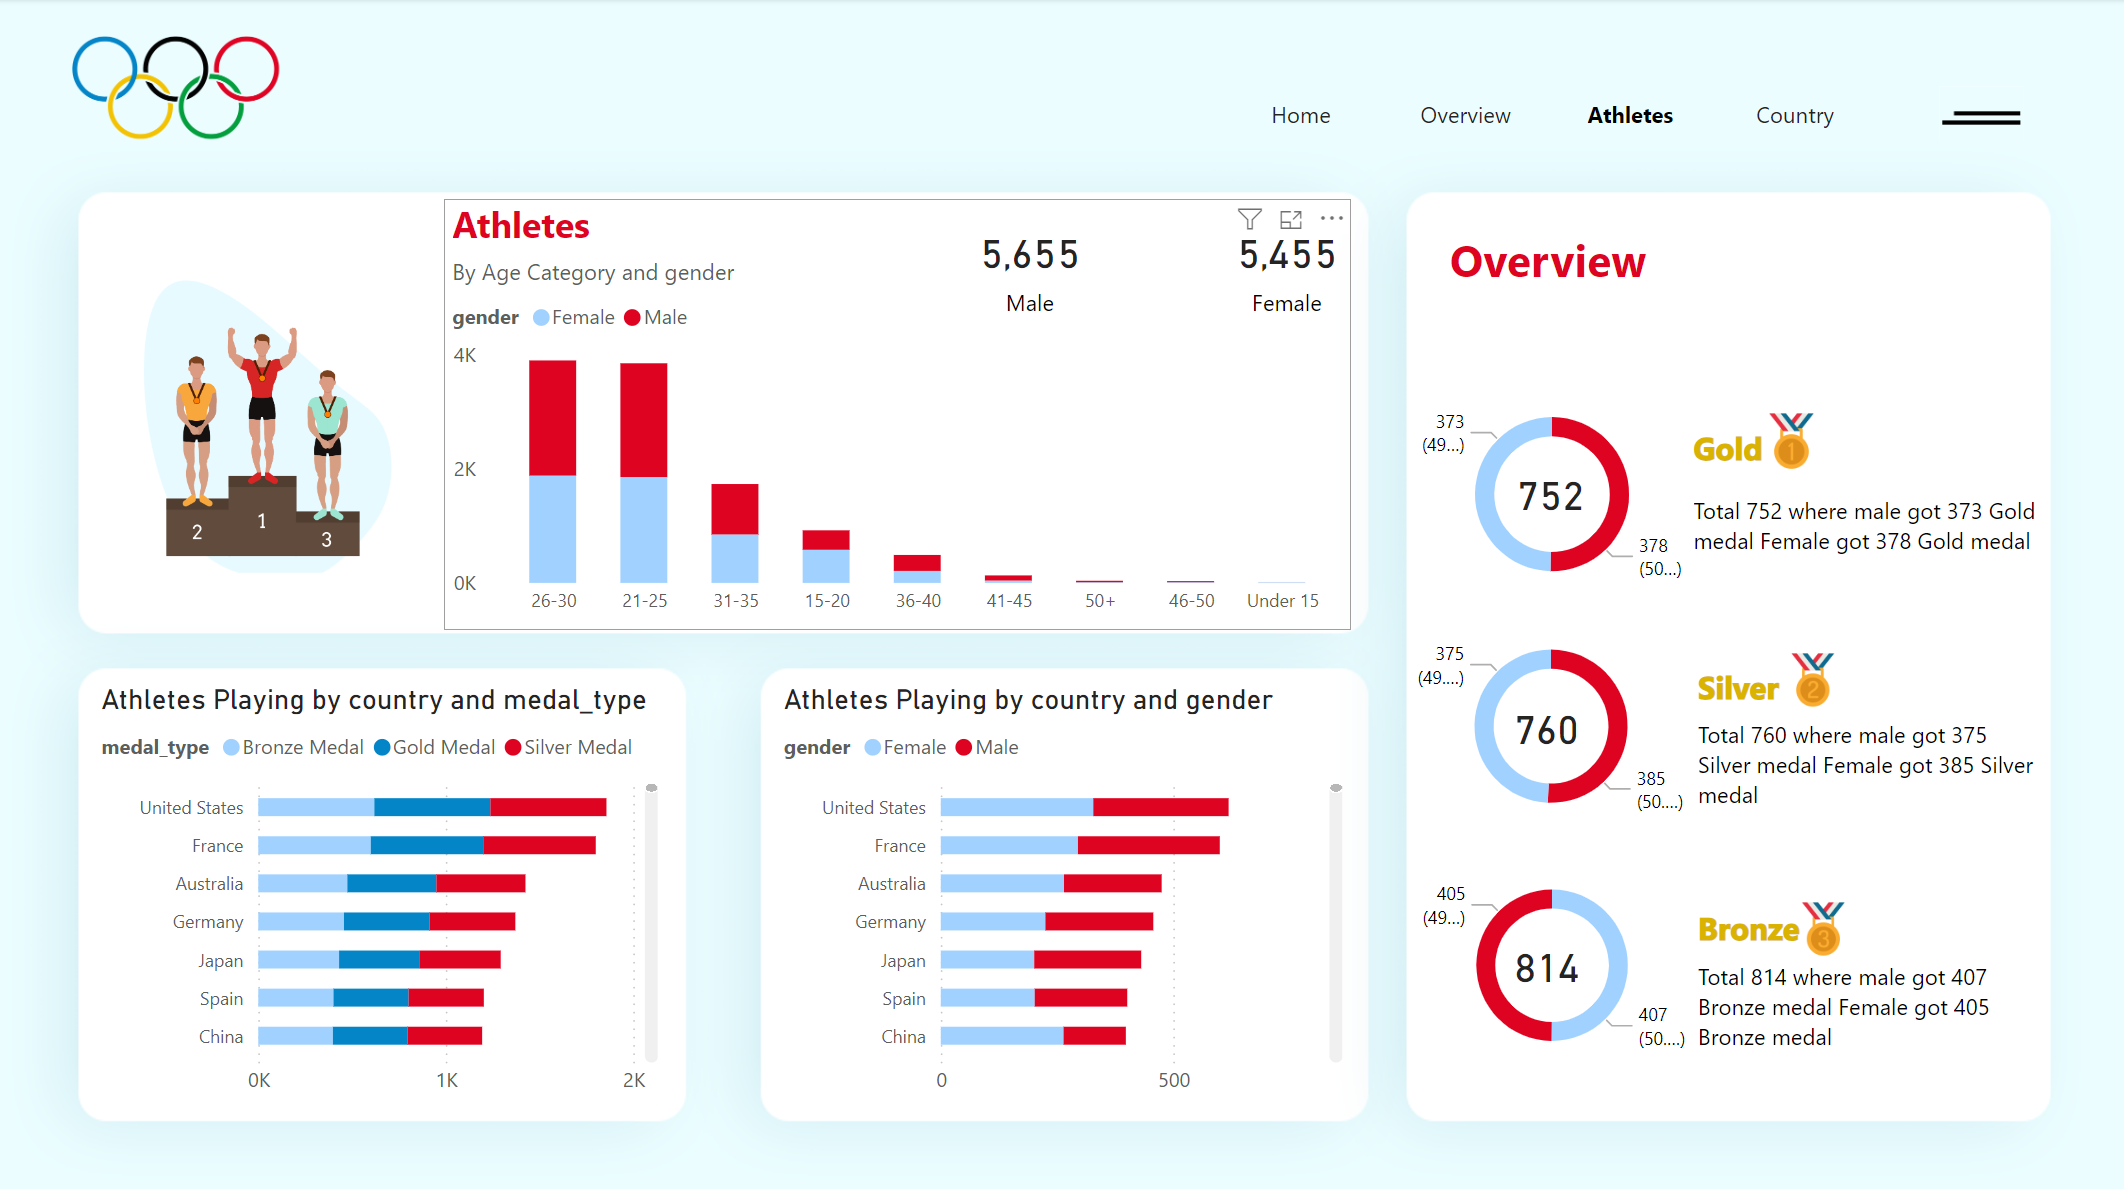 Home Overview Athletes Country
Athletes
By Age Category and gender
5,655
Male
5,455
Female
gender Female Male
4K
2K
0K
26-30 21-25 31-35 15-20 36-40 41-45 50+ 46-50 Under 15
2 1 3
Athletes Playing by country and medal_type
medal_type Bronze Medal Gold Medal Silver Medal
United States
France
Australia
Germany
Japan
Spain
China
0K 1K 2K
Athletes Playing by country and gender
gender Female Male
United States
France
Australia
Germany
Japan
Spain
China
0 500
Overview
373
(49...)
752
378
(50...)
Gold 1
Total 752 where male got 373 Gold
medal Female got 378 Gold medal
375
(49....)
760
385
(50....)
Silver 2
Total 760 where male got 375
Silver medal Female got 385 Silver
medal
405
(49...)
814
407
(50....)
Bronze 3
Total 814 where male got 407
Bronze medal Female got 405
Bronze medal